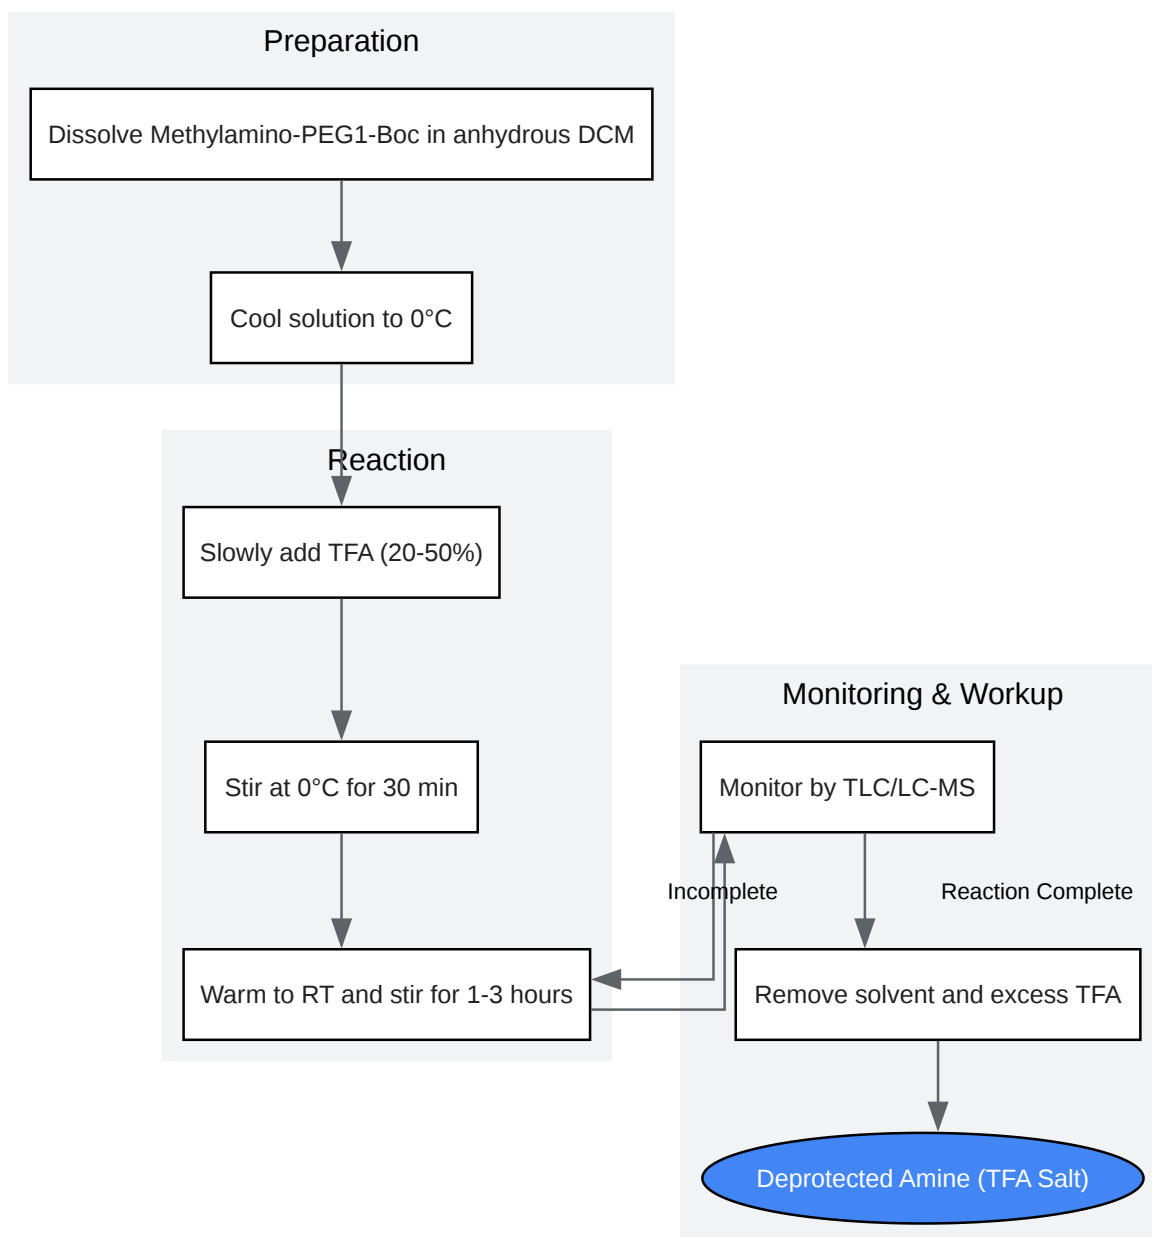 Preparation
Dissolve Methylamino-PEG1-Boc in anhydrous DCM
Cool solution to 0°C
Reaction
Slowly add TFA (20-50%)
Stir at 0°C for 30 min
Warm to RT and stir for 1-3 hours
Monitoring & Workup
Monitor by TLC/LC-MS
Incomplete
Reaction Complete
Remove solvent and excess TFA
Deprotected Amine (TFA Salt)